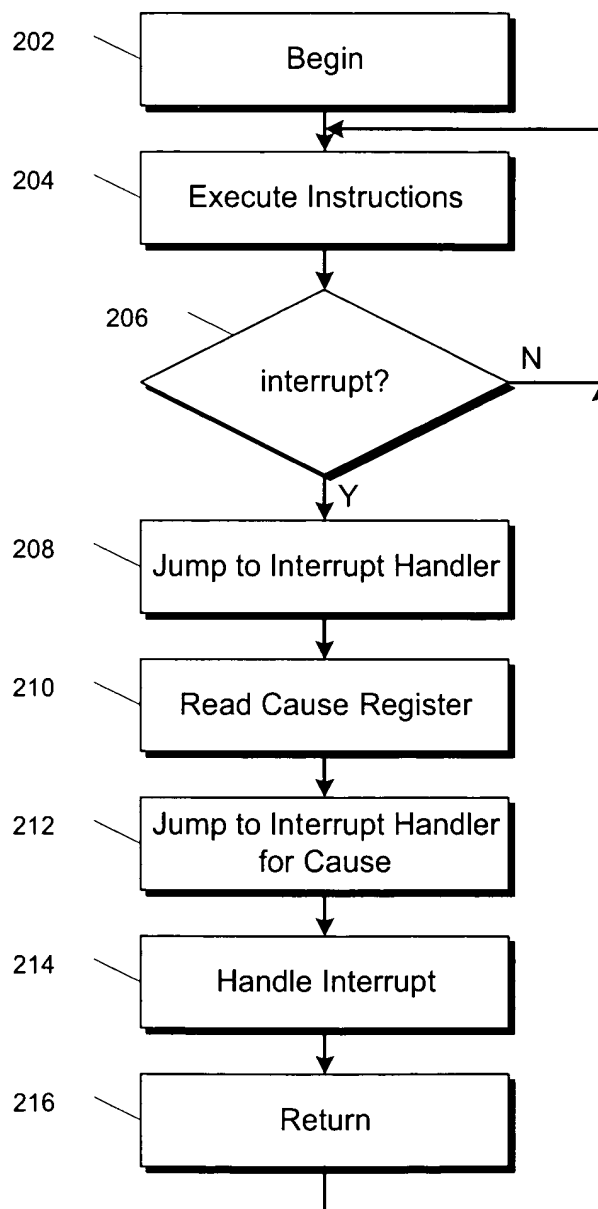 202
Begin
204
Execute Instructions
206
interrupt?
N
Y
208
Jump to Interrupt Handler
210
Read Cause Register
212
Jump to Interrupt Handler
for Cause
214
Handle Interrupt
216
Return